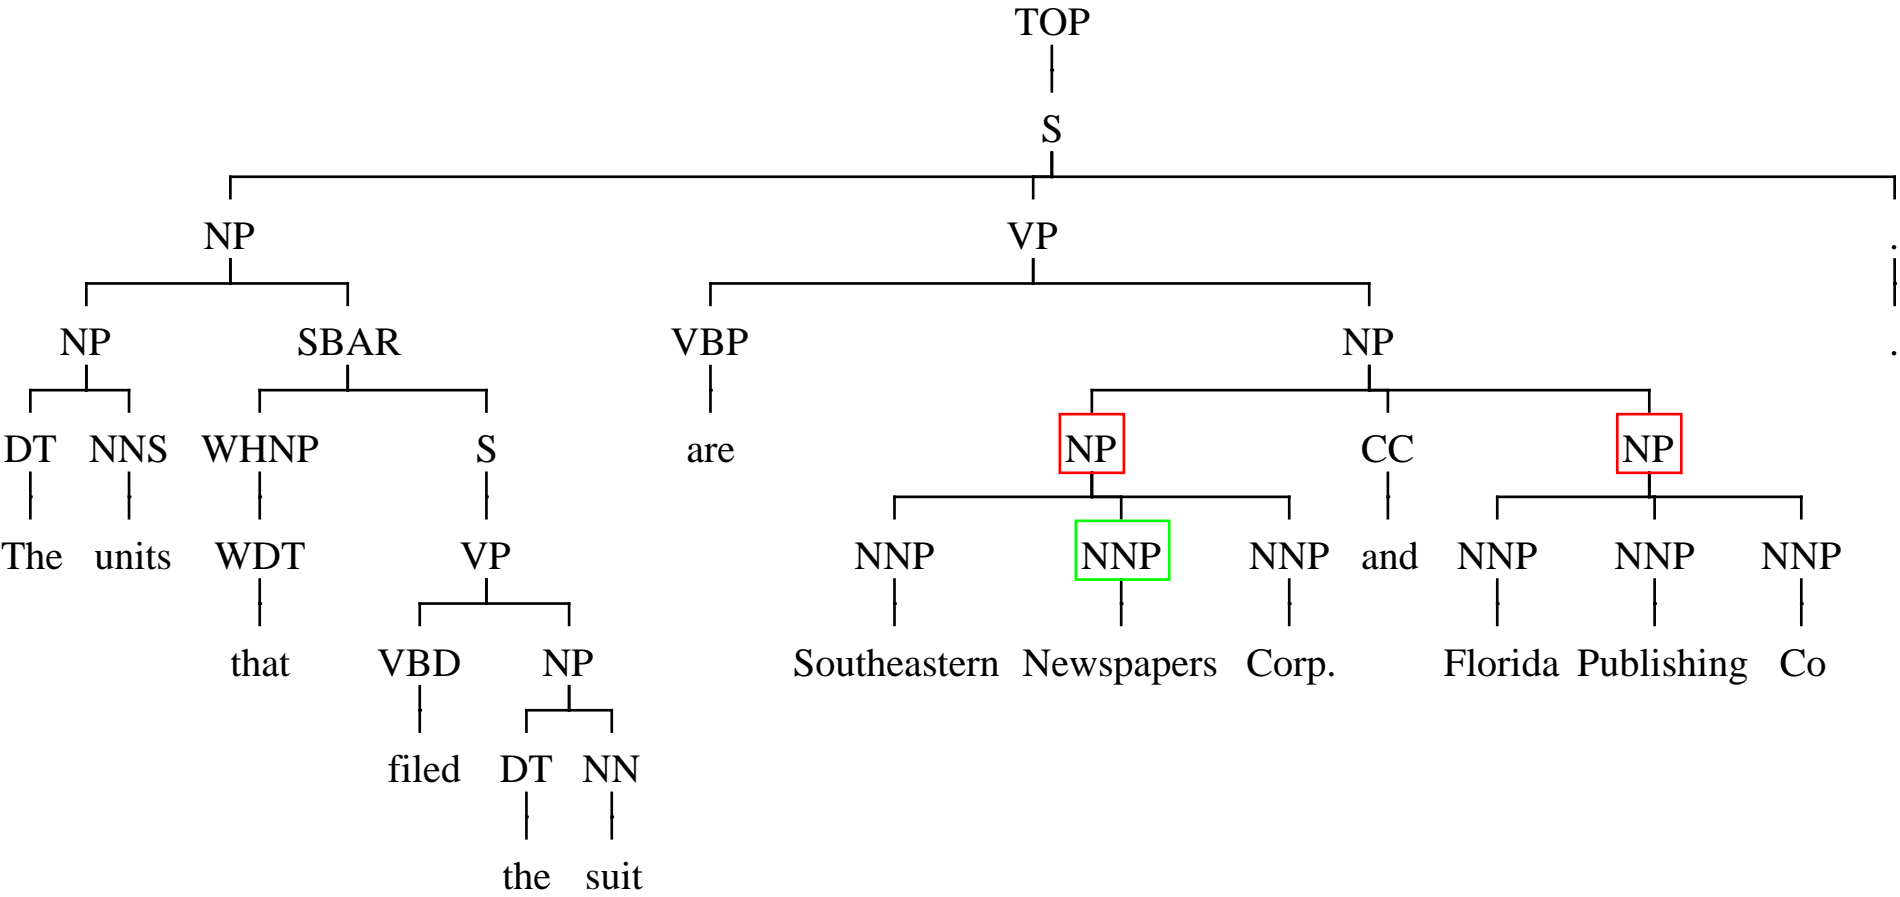 TOP
S
NP VP .
NP SBAR VBP NP .
DT NNS WHNP S are NP CC NP
The units WDT VP NNP NNP NNP and NNP NNP NNP
that VBD NP Southeastern Newspapers Corp. Florida Publishing Co
filed DT NN
the suit